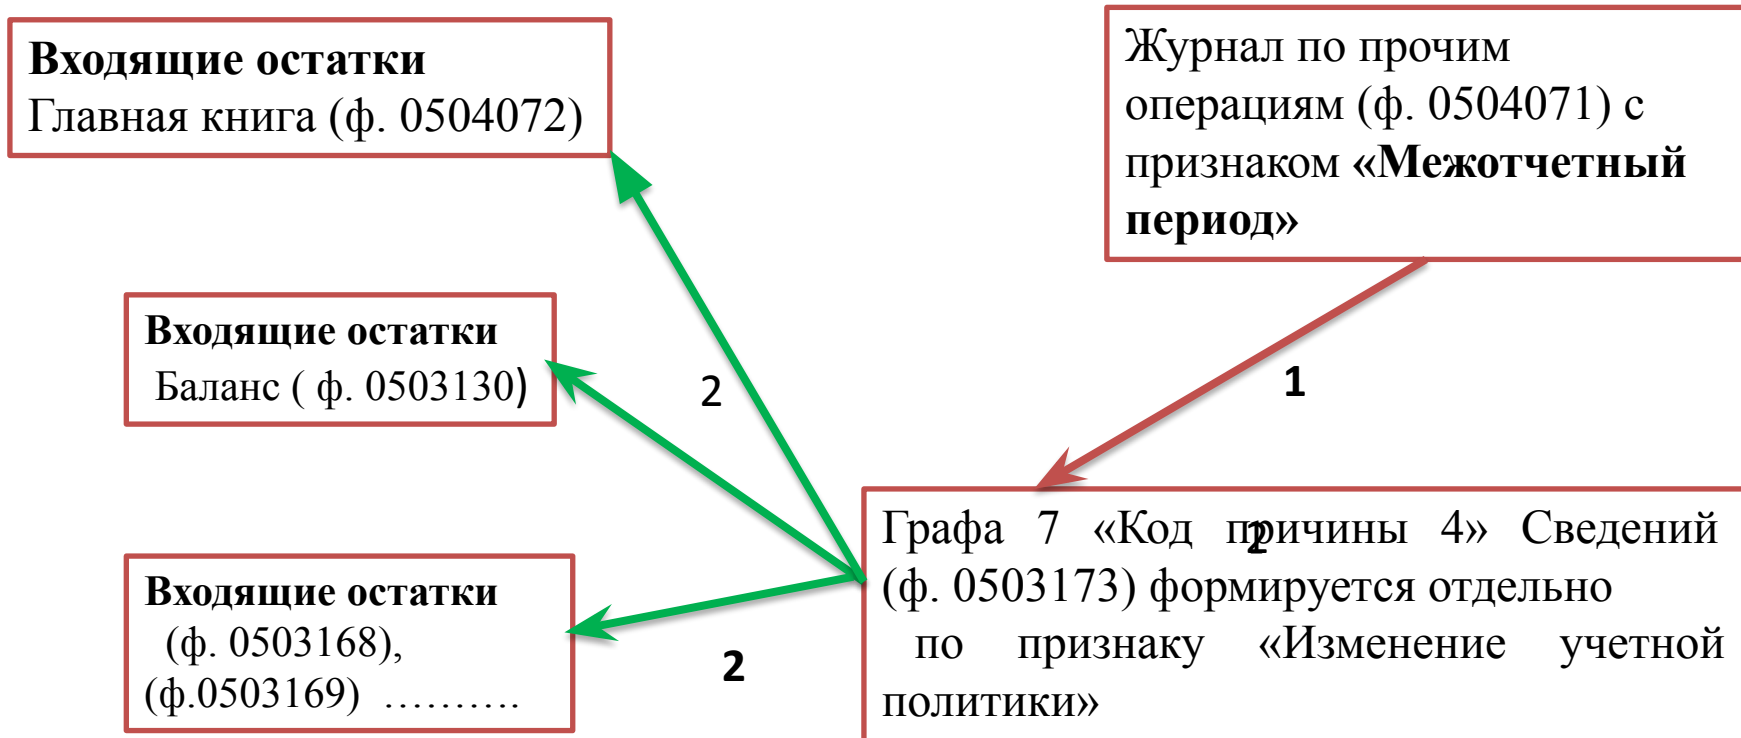 Входящие остатки
Главная книга (ф. 0504072)
Журнал по прочим
операциям (ф. 0504071) с
признаком «Межотчетный
период»
Входящие остатки
Баланс ( ф. 0503130)
2
1
Графа 7 «Код причины 4» Сведений
2
(ф. 0503173) формируется отдельно
по признаку «Изменение учетной
политики»
Входящие остатки
(ф. 0503168),
(ф.0503169) ……….
2